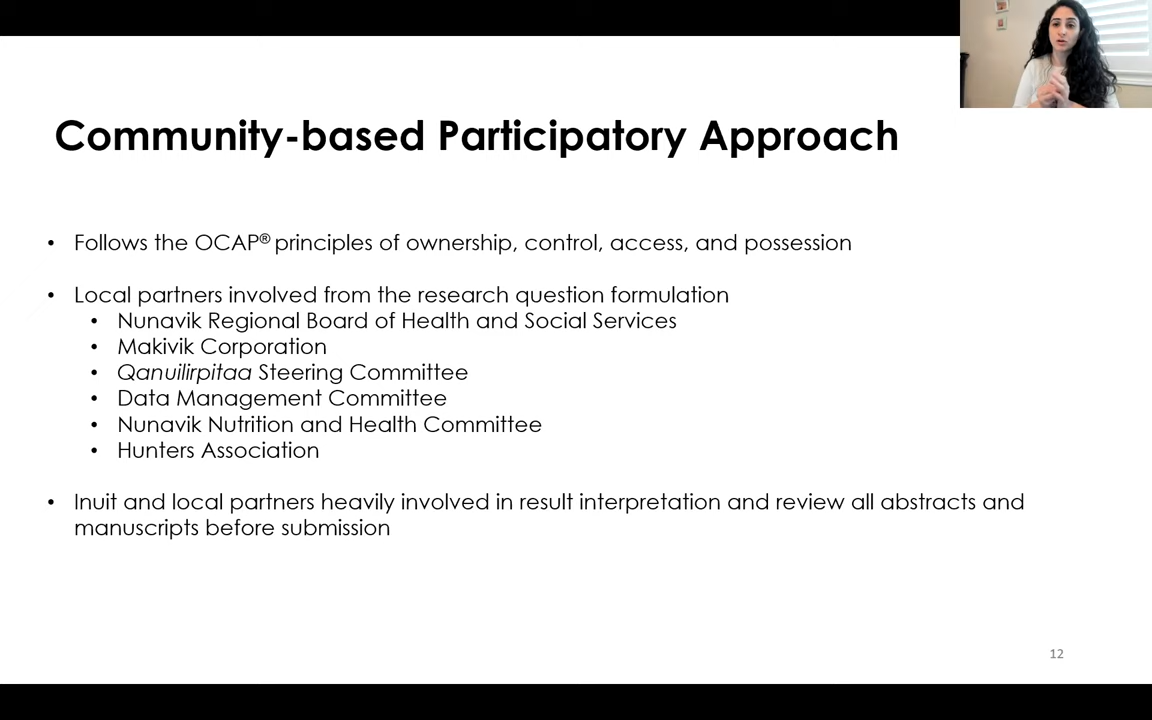 Community-based Participatory Approach
• Follows the OCAP® principles of ownership, control, access, and possession
• Local partners involved from the research question formulation
• Nunavik Regional Board of Health and Social Services
• Makivik Corporation
• Qanuilirpitaa Steering Committee
• Data Management Committee
• Nunavik Nutrition and Health Committee
• Hunters Association
• Inuit and local partners heavily involved in result interpretation and review all abstracts and
manuscripts before submission
12